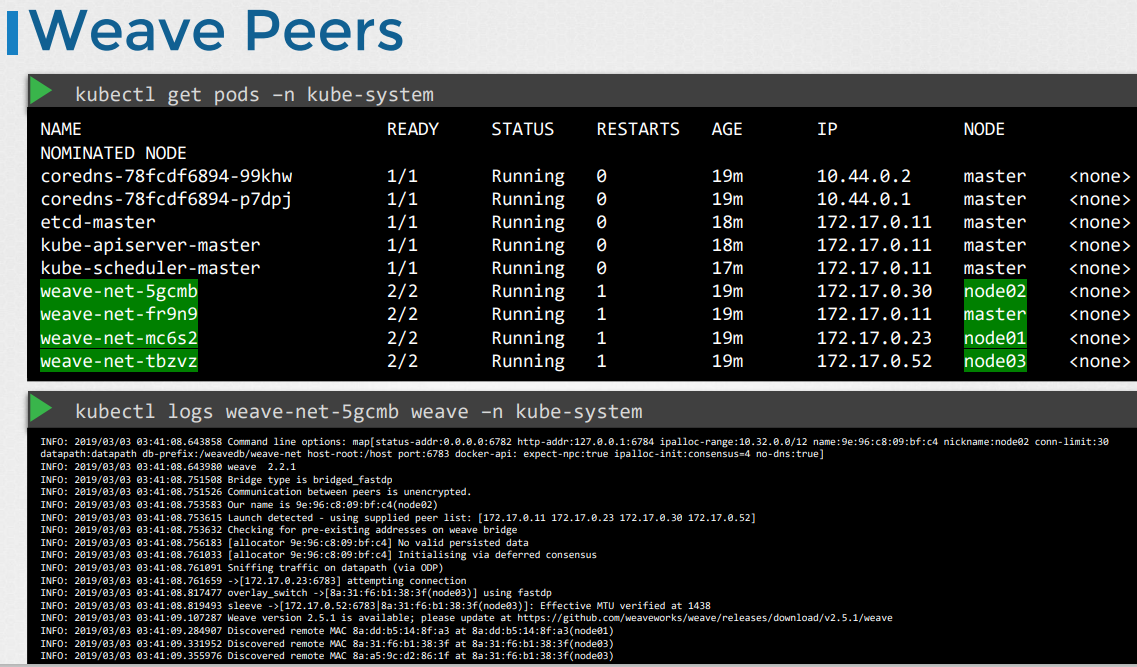 Weave Peers
kubectl get pods –n kube-system
NAME READY STATUS RESTARTS AGE IP NODE
NOMINATED NODE
coredns-78fcdf6894-99khw 1/1 Running 0 19m 10.44.0.2 master <none>
coredns-78fcdf6894-p7dpj 1/1 Running 0 19m 10.44.0.1 master <none>
etcd-master 1/1 Running 0 18m 172.17.0.11 master <none>
kube-apiserver-master 1/1 Running 0 18m 172.17.0.11 master <none>
kube-scheduler-master 1/1 Running 0 17m 172.17.0.11 master <none>
weave-net-5gcmb 2/2 Running 1 19m 172.17.0.30 node02 <none>
weave-net-fr9n9 2/2 Running 1 19m 172.17.0.11 master <none>
weave-net-mc6s2 2/2 Running 1 19m 172.17.0.23 node01 <none>
weave-net-tbzvz 2/2 Running 1 19m 172.17.0.52 node03 <none>
kubectl logs weave-net-5gcmb weave –n kube-system
INFO: 2019/03/03 03:41:08.643858 Command line options: map[status-addr:0.0.0.0:6782 http-addr:127.0.0.1:6784 ipalloc-range:10.32.0.0/12 name:9e:96:c8:09:bf:c4 nickname:node02 conn-limit:30
datapath:datapath db-prefix:/weavedb/weave-net host-root:/host port:6783 docker-api: expect-npc:true ipalloc-init:consensus=4 no-dns:true]
INFO: 2019/03/03 03:41:08.643980 weave 2.2.1
INFO: 2019/03/03 03:41:08.751508 Bridge type is bridged_fastdp
INFO: 2019/03/03 03:41:08.751526 Communication between peers is unencrypted.
INFO: 2019/03/03 03:41:08.753583 Our name is 9e:96:c8:09:bf:c4(node02)
INFO: 2019/03/03 03:41:08.753615 Launch detected - using supplied peer list: [172.17.0.11 172.17.0.23 172.17.0.30 172.17.0.52]
INFO: 2019/03/03 03:41:08.753632 Checking for pre-existing addresses on weave bridge
INFO: 2019/03/03 03:41:08.756183 [allocator 9e:96:c8:09:bf:c4] No valid persisted data
INFO: 2019/03/03 03:41:08.761033 [allocator 9e:96:c8:09:bf:c4] Initialising via deferred consensus
INFO: 2019/03/03 03:41:08.761091 Sniffing traffic on datapath (via ODP)
INFO: 2019/03/03 03:41:08.761659 ->[172.17.0.23:6783] attempting connection
INFO: 2019/03/03 03:41:08.817477 overlay_switch ->[8a:31:f6:b1:38:3f(node03)] using fastdp
INFO: 2019/03/03 03:41:08.819493 sleeve ->[172.17.0.52:6783|8a:31:f6:b1:38:3f(node03)]: Effective MTU verified at 1438
INFO: 2019/03/03 03:41:09.107287 Weave version 2.5.1 is available; please update at https://github.com/weaveworks/weave/releases/download/v2.5.1/weave
INFO: 2019/03/03 03:41:09.284907 Discovered remote MAC 8a:dd:b5:14:8f:a3 at 8a:dd:b5:14:8f:a3(node01)
INFO: 2019/03/03 03:41:09.331952 Discovered remote MAC 8a:31:f6:b1:38:3f at 8a:31:f6:b1:38:3f(node03)
INFO: 2019/03/03 03:41:09.355976 Discovered remote MAC 8a:a5:9c:d2:86:1f at 8a:31:f6:b1:38:3f(node03)